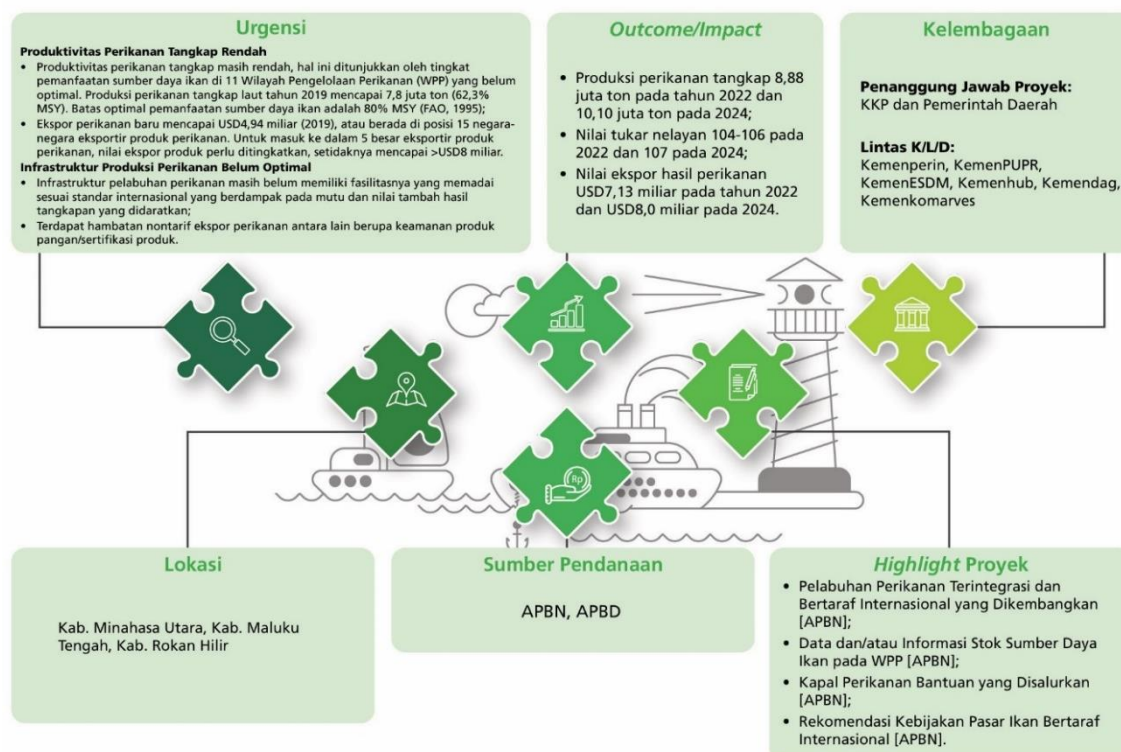 Urgensi
Produktivitas Perikanan Tangkap Rendah
• Produktivitas perikanan tangkap masih rendah, hal ini ditunjukkan oleh tingkat
pemanfaatan sumber daya ikan di 11 Wilayah Pengelolaan Perikanan (WPP) yang belum
optimal. Produksi perikanan tangkap laut tahun 2019 mencapai 7,8 juta ton (62,3%
MSY). Batas optimal pemanfaatan sumber daya ikan adalah 80% MSY (FAO, 1995);
• Ekspor perikanan baru mencapai USD4,94 miliar (2019), atau berada di posisi 15 negara-
negara eksportir produk perikanan. Untuk masuk ke dalam 5 besar eksportir produk
perikanan, nilai ekspor produk perlu ditingkatkan, setidaknya mencapai >USD8 miliar.
Infrastruktur Produksi Perikanan Belum Optimal
• Infrastruktur pelabuhan perikanan masih belum memiliki fasilitasnya yang memadai
sesuai standar internasional yang berdampak pada mutu dan nilai tambah hasil
tangkapan yang didaratkan;
• Terdapat hambatan nontarif ekspor perikanan antara lain berupa keamanan produk
pangan/sertifikasi produk.
Outcome/Impact
• Produksi perikanan tangkap 8,88
juta ton pada tahun 2022 dan
10,10 juta ton pada 2024;
• Nilai tukar nelayan 104-106 pada
2022 dan 107 pada 2024;
• Nilai ekspor hasil perikanan
USD7,13 miliar pada tahun 2022
dan USD8,0 miliar pada 2024.
Kelembagaan
Penanggung Jawab Proyek:
KKP dan Pemerintah Daerah
Lintas K/L/D:
Kemenperin, KemenPUPR,
KemenESDM, Kemenhub, Kemendag,
Kemenkomarves
Rp
Lokasi
Kab. Minahasa Utara, Kab. Maluku
Tengah, Kab. Rokan Hilir
Sumber Pendanaan
APBN, APBD
Highlight Proyek
• Pelabuhan Perikanan Terintegrasi dan
Bertaraf Internasional yang Dikembangkan
[APBN];
• Data dan/atau Informasi Stok Sumber Daya
Ikan pada WPP [APBN];
• Kapal Perikanan Bantuan yang Disalurkan
[APBN];
• Rekomendasi Kebijakan Pasar Ikan Bertaraf
Internasional [APBN].